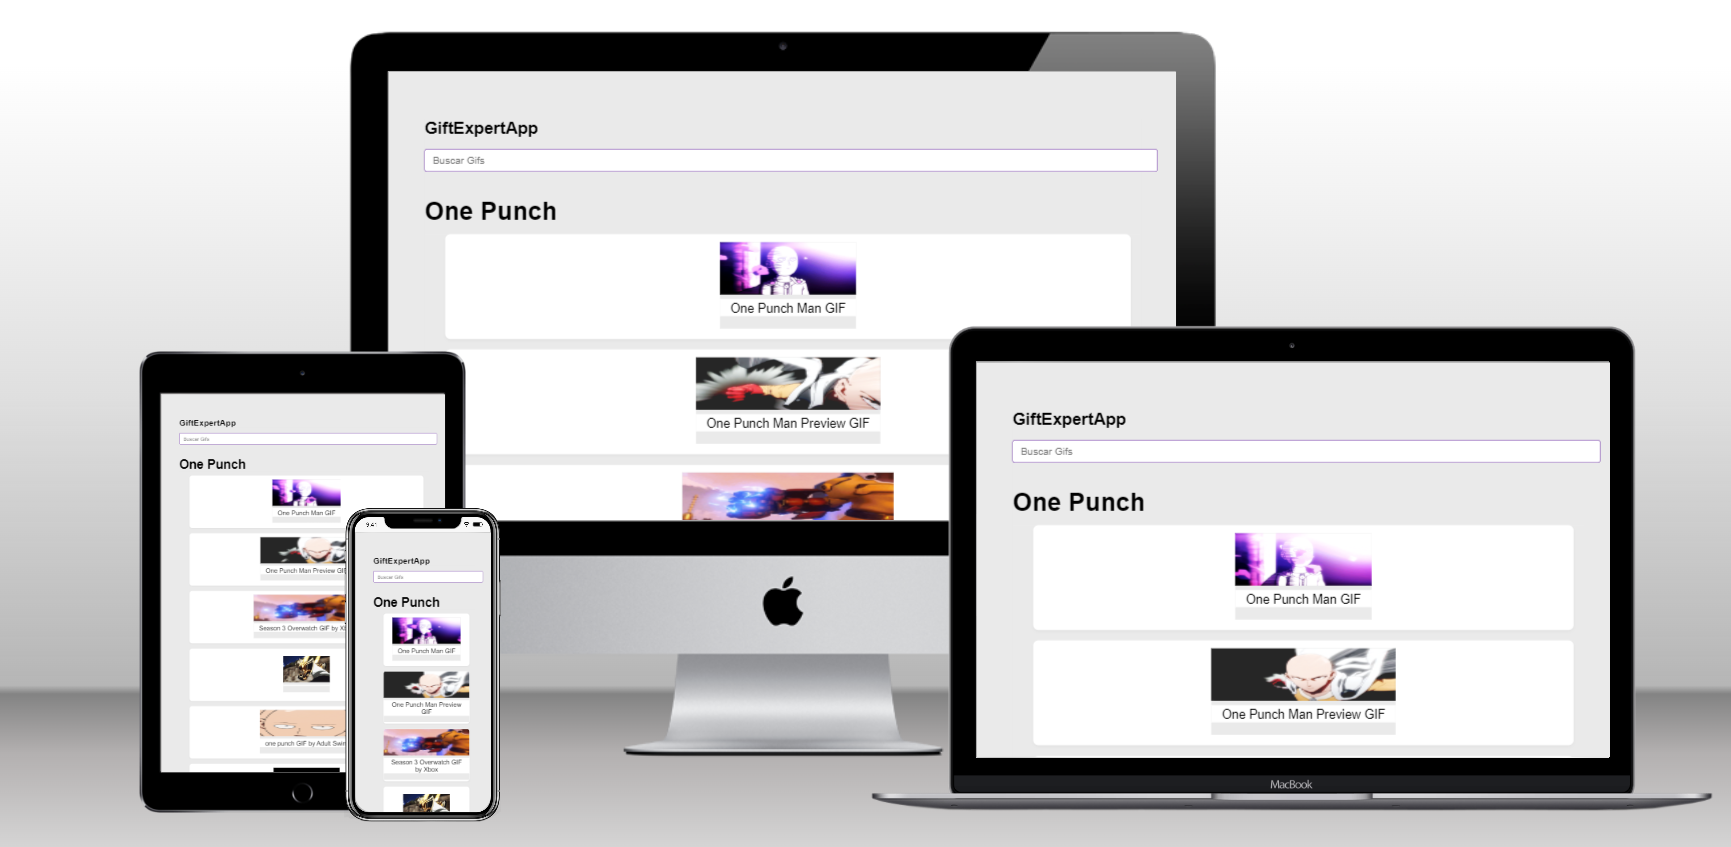 GiftExpertApp
Buscar Gifs
One Punch
One Punch Man GIF
One Punch Man Preview GIF
GiftExpertApp
Buscar Gifs
One Punch
One Punch Man GIF
One Punch Man Preview GIF
Season 3 Overwatch GIF by X
one punch GIF by Adult Swim
9:41
GiftExpertApp
Buscar Gifs
One Punch
One Punch Man GIF
One Punch Man Preview
GIF
Season 3 Overwatch GIF
by Xbox
GiftExpertApp
Buscar Gifs
One Punch
One Punch Man GIF
One Punch Man Preview GIF
MacBook